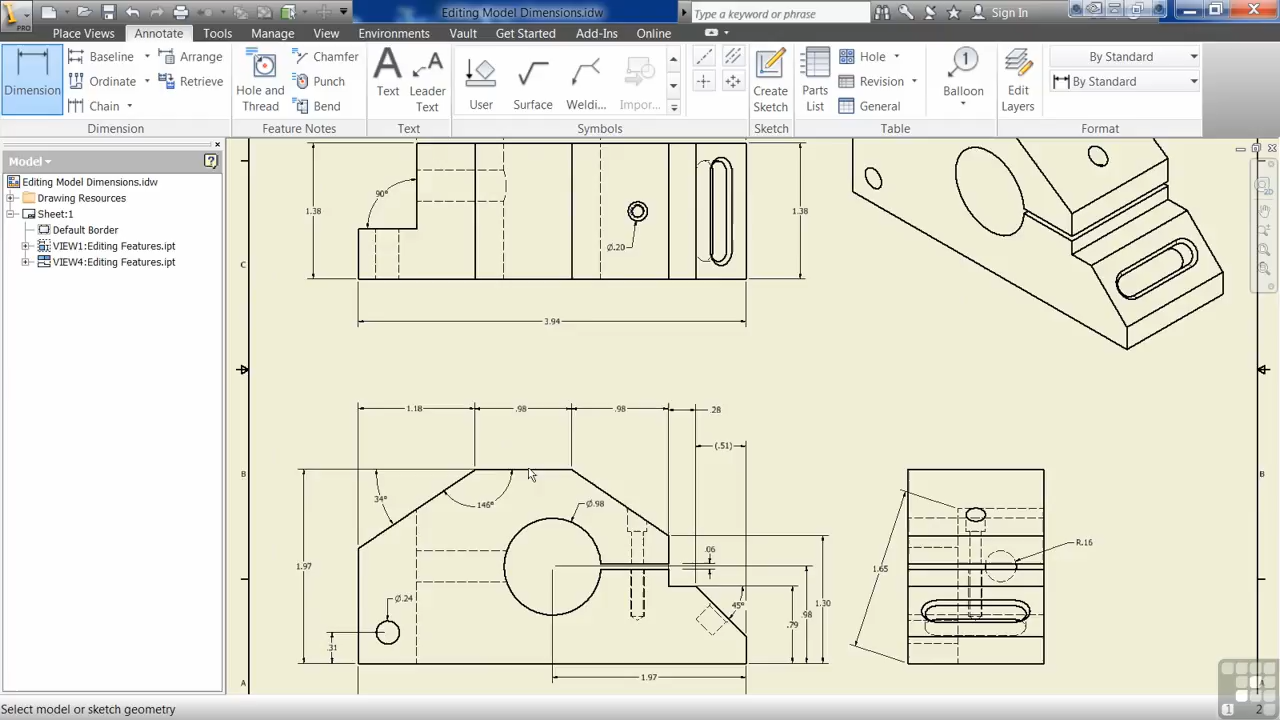 Editing Model Dimensions.idw
Type a keyword or phrase
Sign In
PRO
Place Views
Annotate
Tools
Manage
View
Environments
Vault
Get Started
Add-Ins
Online
Dimension
Baseline
Ordinate
Chain
Arrange
Retrieve
Dimension
Hole and
Thread
Chamfer
Punch
Bend
Feature Notes
Text
Leader
Text
Text
User
Surface
Weldi...
Impor...
Symbols
Create
Sketch
Sketch
Parts
List
Hole
Revision
General
Table
Balloon
1
Edit
Layers
By Standard
By Standard
Format
Model
Editing Model Dimensions.idw
Drawing Resources
Sheet:1
Default Border
VIEW1:Editing Features.ipt
VIEW4:Editing Features.ipt
C
B
A
90°
1.38
Ø.20
1.38
3.94
1.18
.98
.98
.28
(.51)
34°
146°
Ø.98
1.97
Ø.24
.31
.06
45°
.79
.98
1.30
1.97
1.65
R.16
C
B
A
Select model or sketch geometry
1
2